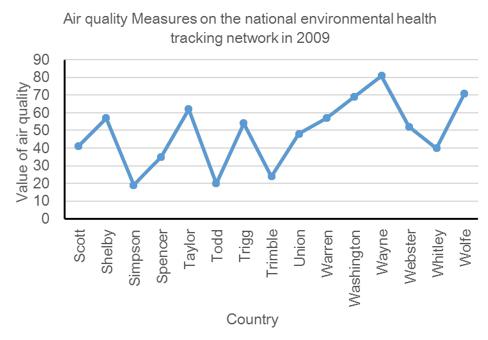 Air quality Measures on the national environmental health
tracking network in 2009
Value of air quality
90
80
70
60
50
40
30
20
10
0
Scott
Shelby
Simpson
Spencer
Taylor
Todd
Trigg
Trimble
Union
Warren
Washington
Wayne
Webster
Whitley
Wolfe
Country